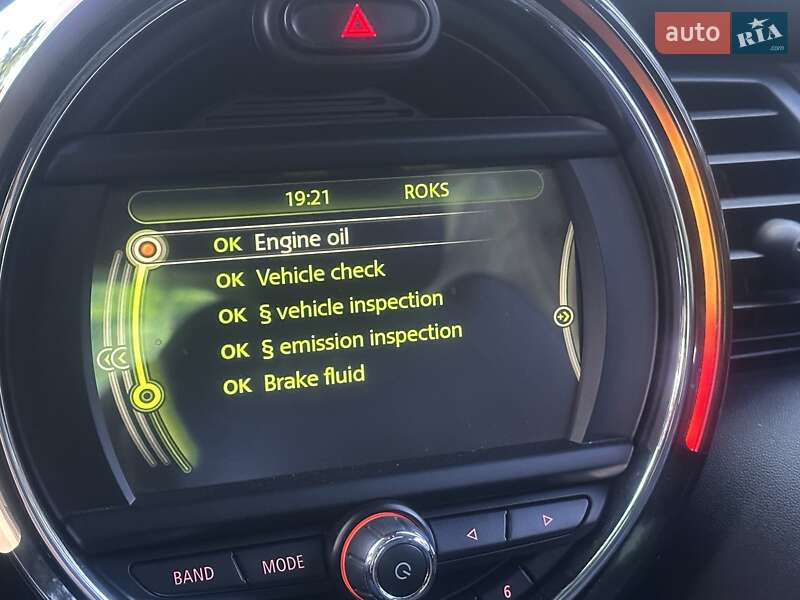 auto RIA.com
19:21 ROKS
OK Engine oil
OK Vehicle check
OK § vehicle inspection
OK § emission inspection
OK Brake fluid
BAND MODE
6